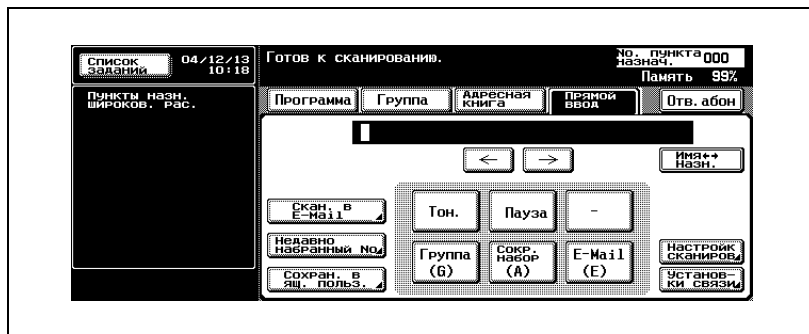 Список
заданий
04/12/13
10:18
Готов к сканированию.
No. пункта
назнач.
000
Память 99%
Пункты назн.
широков. рас.
Программа
Группа
Адресная
книга
Прямой
ввод
Отв. абон
← →
Имя↔
Назн.
Скан. в
E-Mail
Тон.
Пауза
-
Недавно
набранный No.
Группа
(G)
Сокр.
набор
(A)
E-Mail
(E)
Настройк
сканиров.
Сохран. в
ящ. польз.
Установ-
ки связи